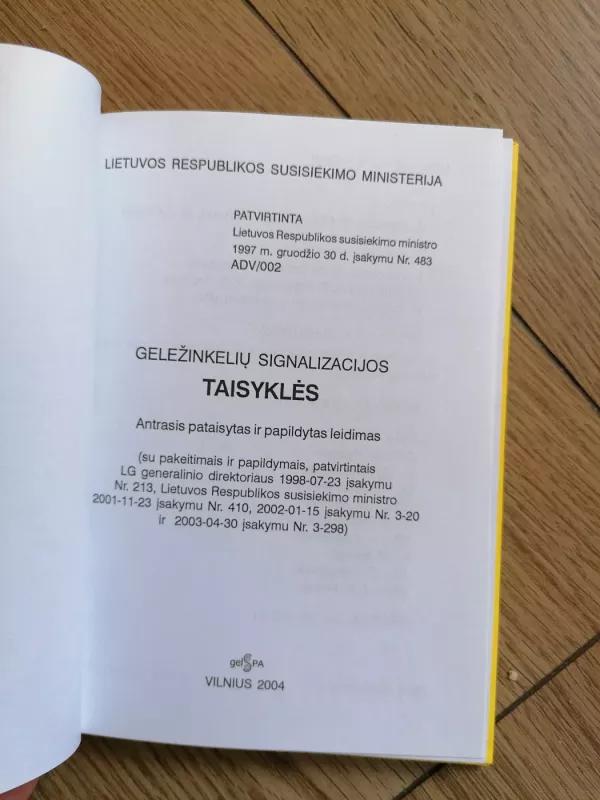 LIETUVOS RESPUBLIKOS SUSISIEKIMO MINISTERIJA
PATVIRTINTA
Lietuvos Respublikos susisiekimo ministro
1997 m. gruodžio 30 d. įsakymu Nr. 483
ADV/002
GELEŽINKELIŲ SIGNALIZACIJOS
TAISYKLĖS
Antrasis pataisytas ir papildytas leidimas
(su pakeitimais ir papildymais, patvirtintais
LG generalinio direktoriaus 1998-07-23 įsakymu
Nr. 213, Lietuvos Respublikos susisiekimo ministro
2001-11-23 įsakymu Nr. 410, 2002-01-15 įsakymu Nr. 3-20
ir 2003-04-30 įsakymu Nr. 3-298)
gelSPA
VILNIUS 2004